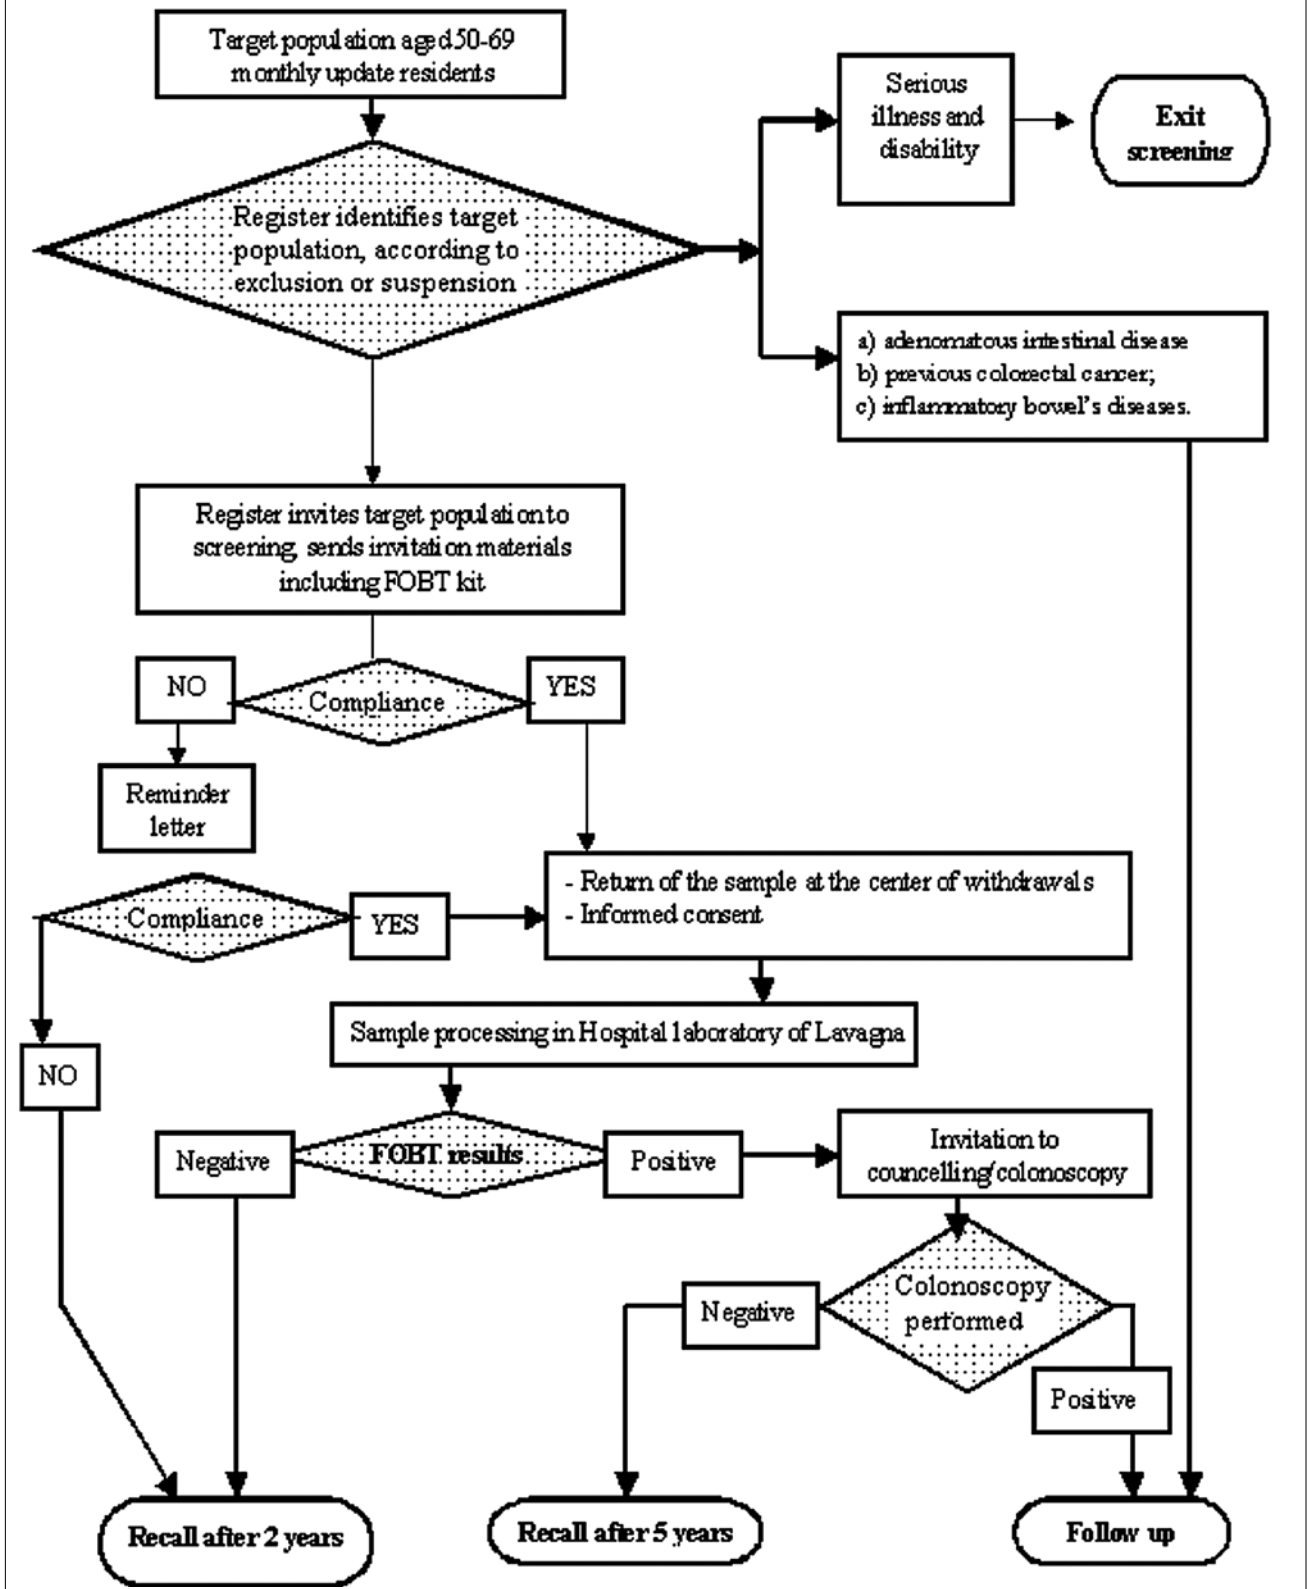 Target population aged 50-69
monthly update residents
Serious
illness and
disability
Exit
screening
Register identifies target
population, according to
exclusion or suspension
a) adenomatous intestinal disease
b) previous colorectal cancer;
c) inflammatory bowel's diseases.
Register invites target population to
screening, sends invitation materials
including FOBT kit
NO
Compliance
YES
Reminder
letter
- Return of the sample at the center of withdrawals
- Informed consent
Compliance
YES
Sample processing in Hospital laboratory of Lavagna
NO
Negative
FOBT results
Positive
Invitation to
councelling/colonoscopy
Colonoscopy
performed
Negative
Positive
Recall after 2 years
Recall after 5 years
Follow up